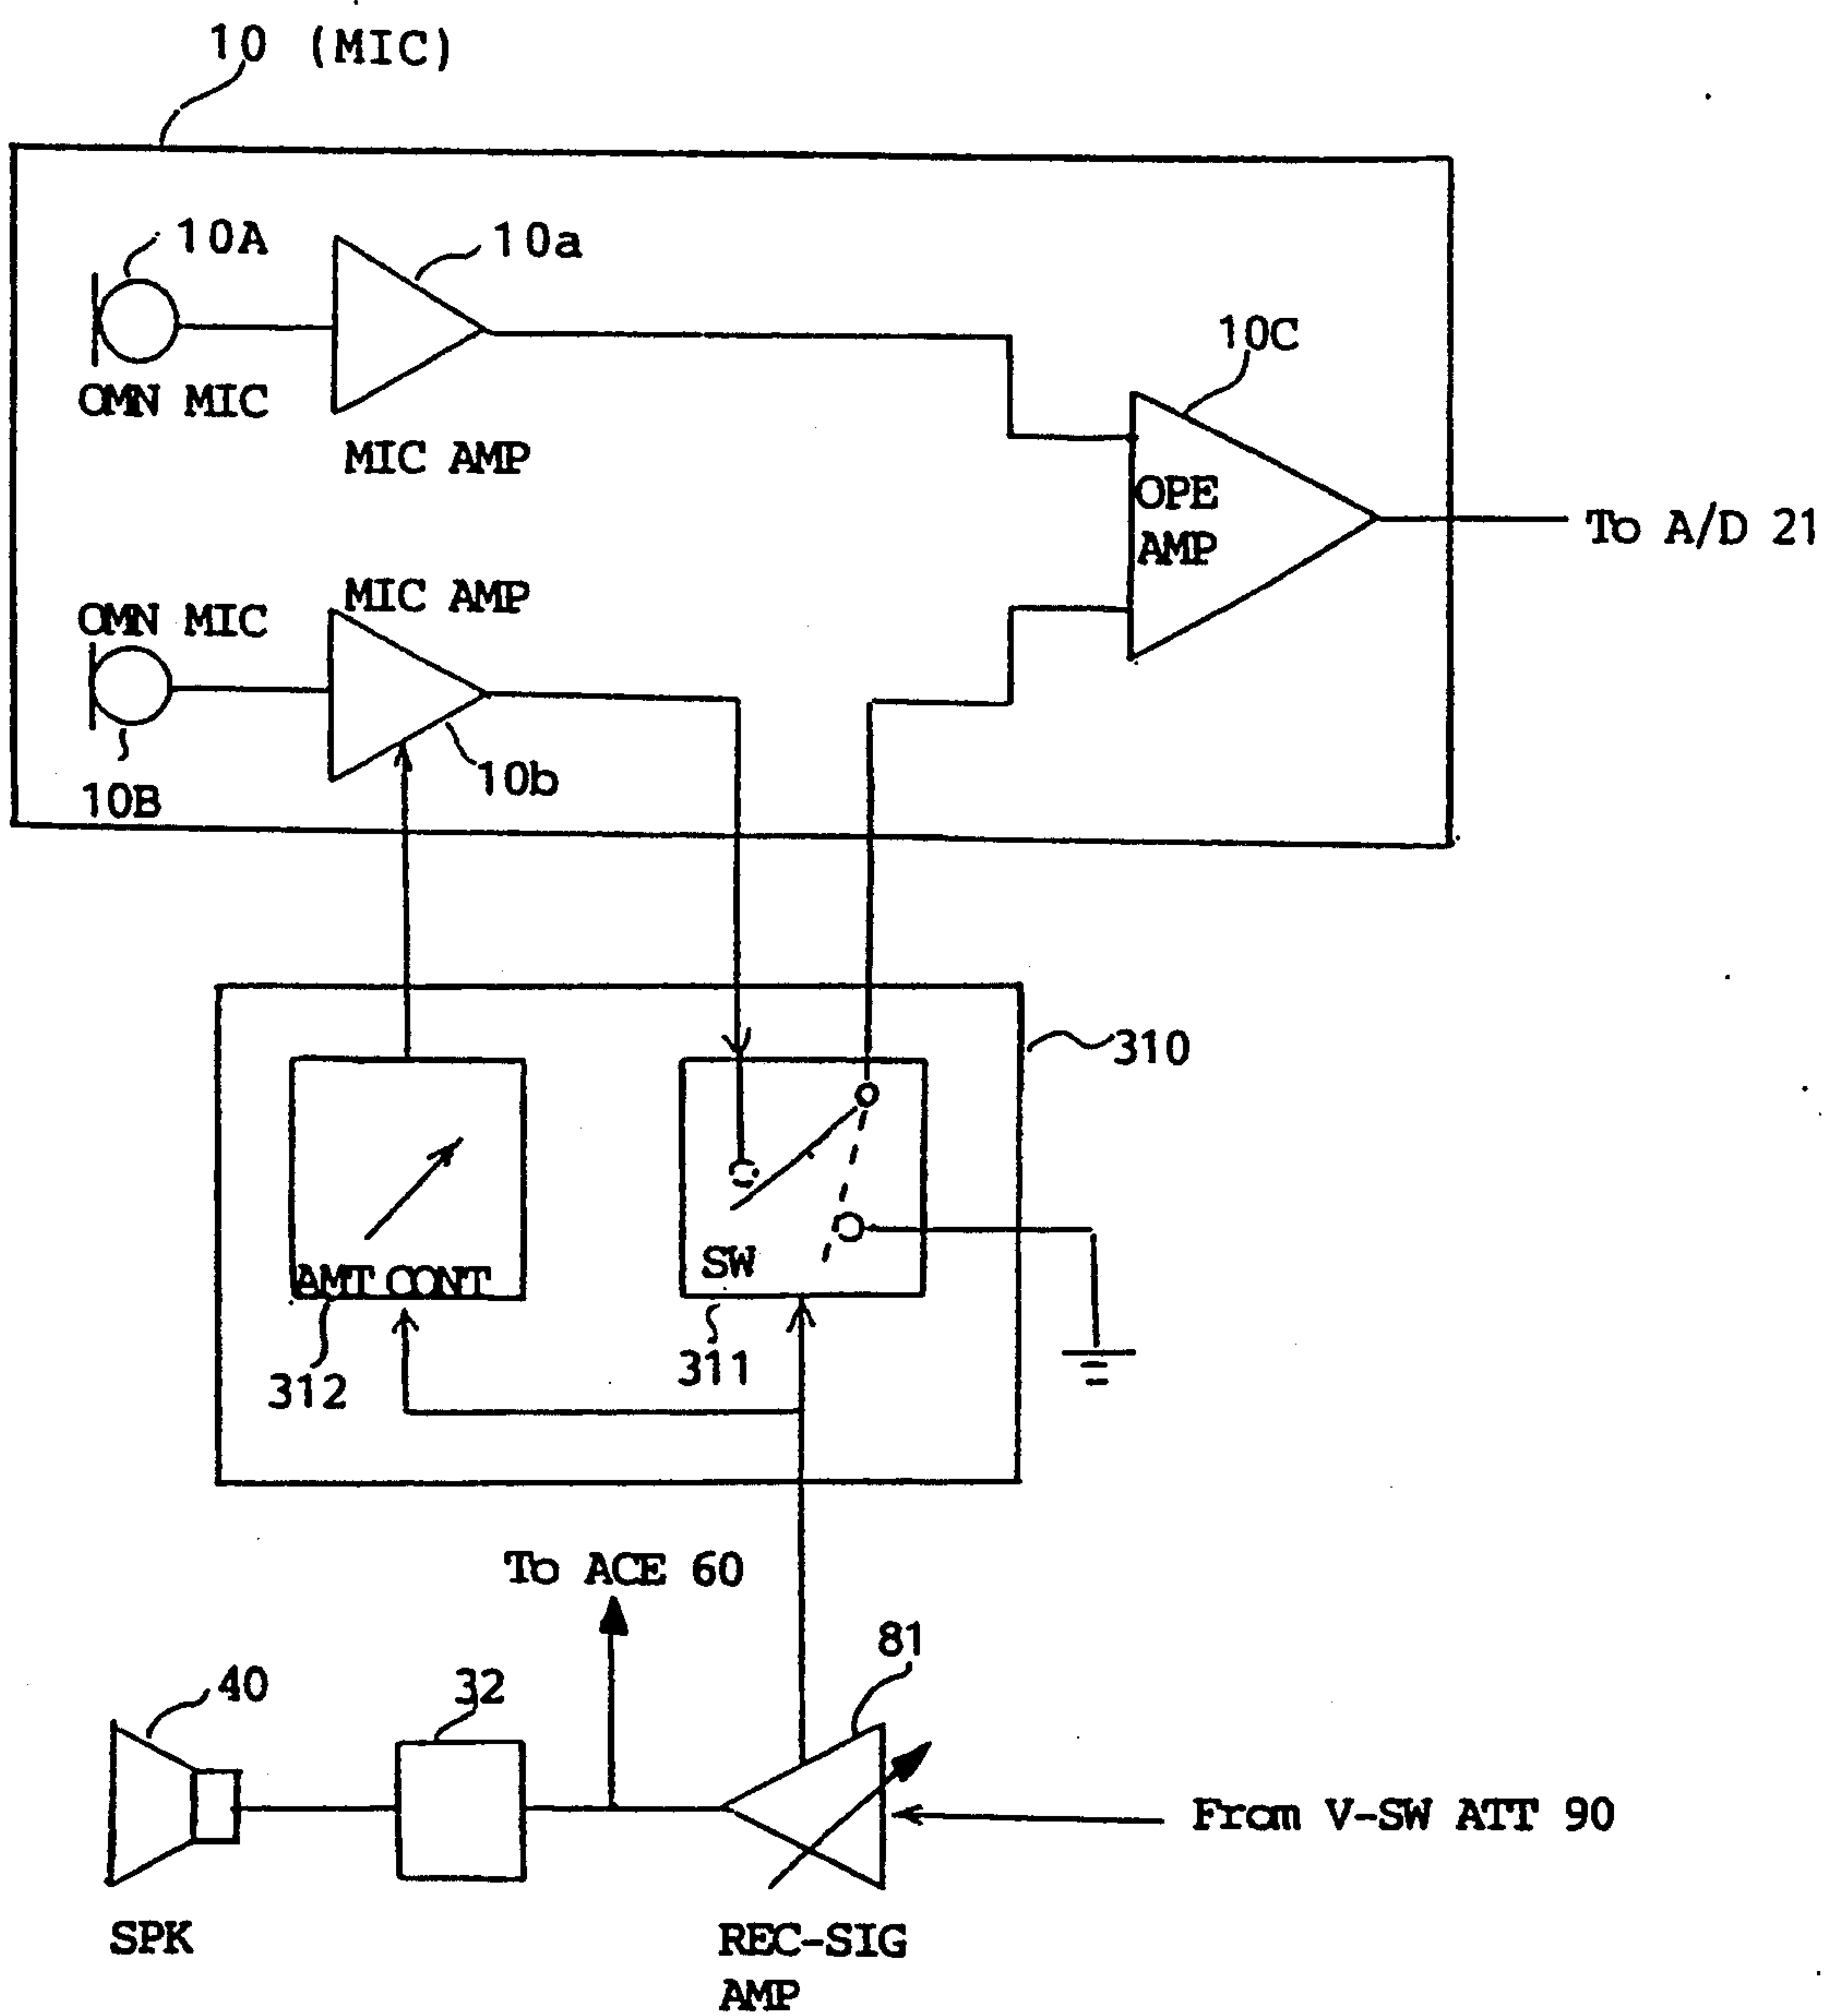 10 (MIC)
10A
10a
OMN MIC
MIC AMP
10C
OPE
AMP
To A/D 21
OMN MIC
MIC AMP
10B
10b
310
AMT CONT
SW
312
311
To ACE 60
81
40
32
From V-SW ATT 90
SPK
REC-SIG
AMP